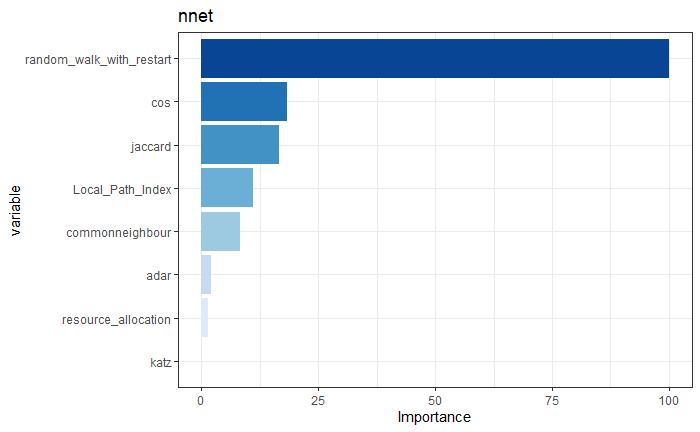 nnet
random_walk_with_restart
cos
jaccard
Local_Path_Index
commonneighbour
adar
resource_allocation
katz
variable
0 25 50 75 100
Importance